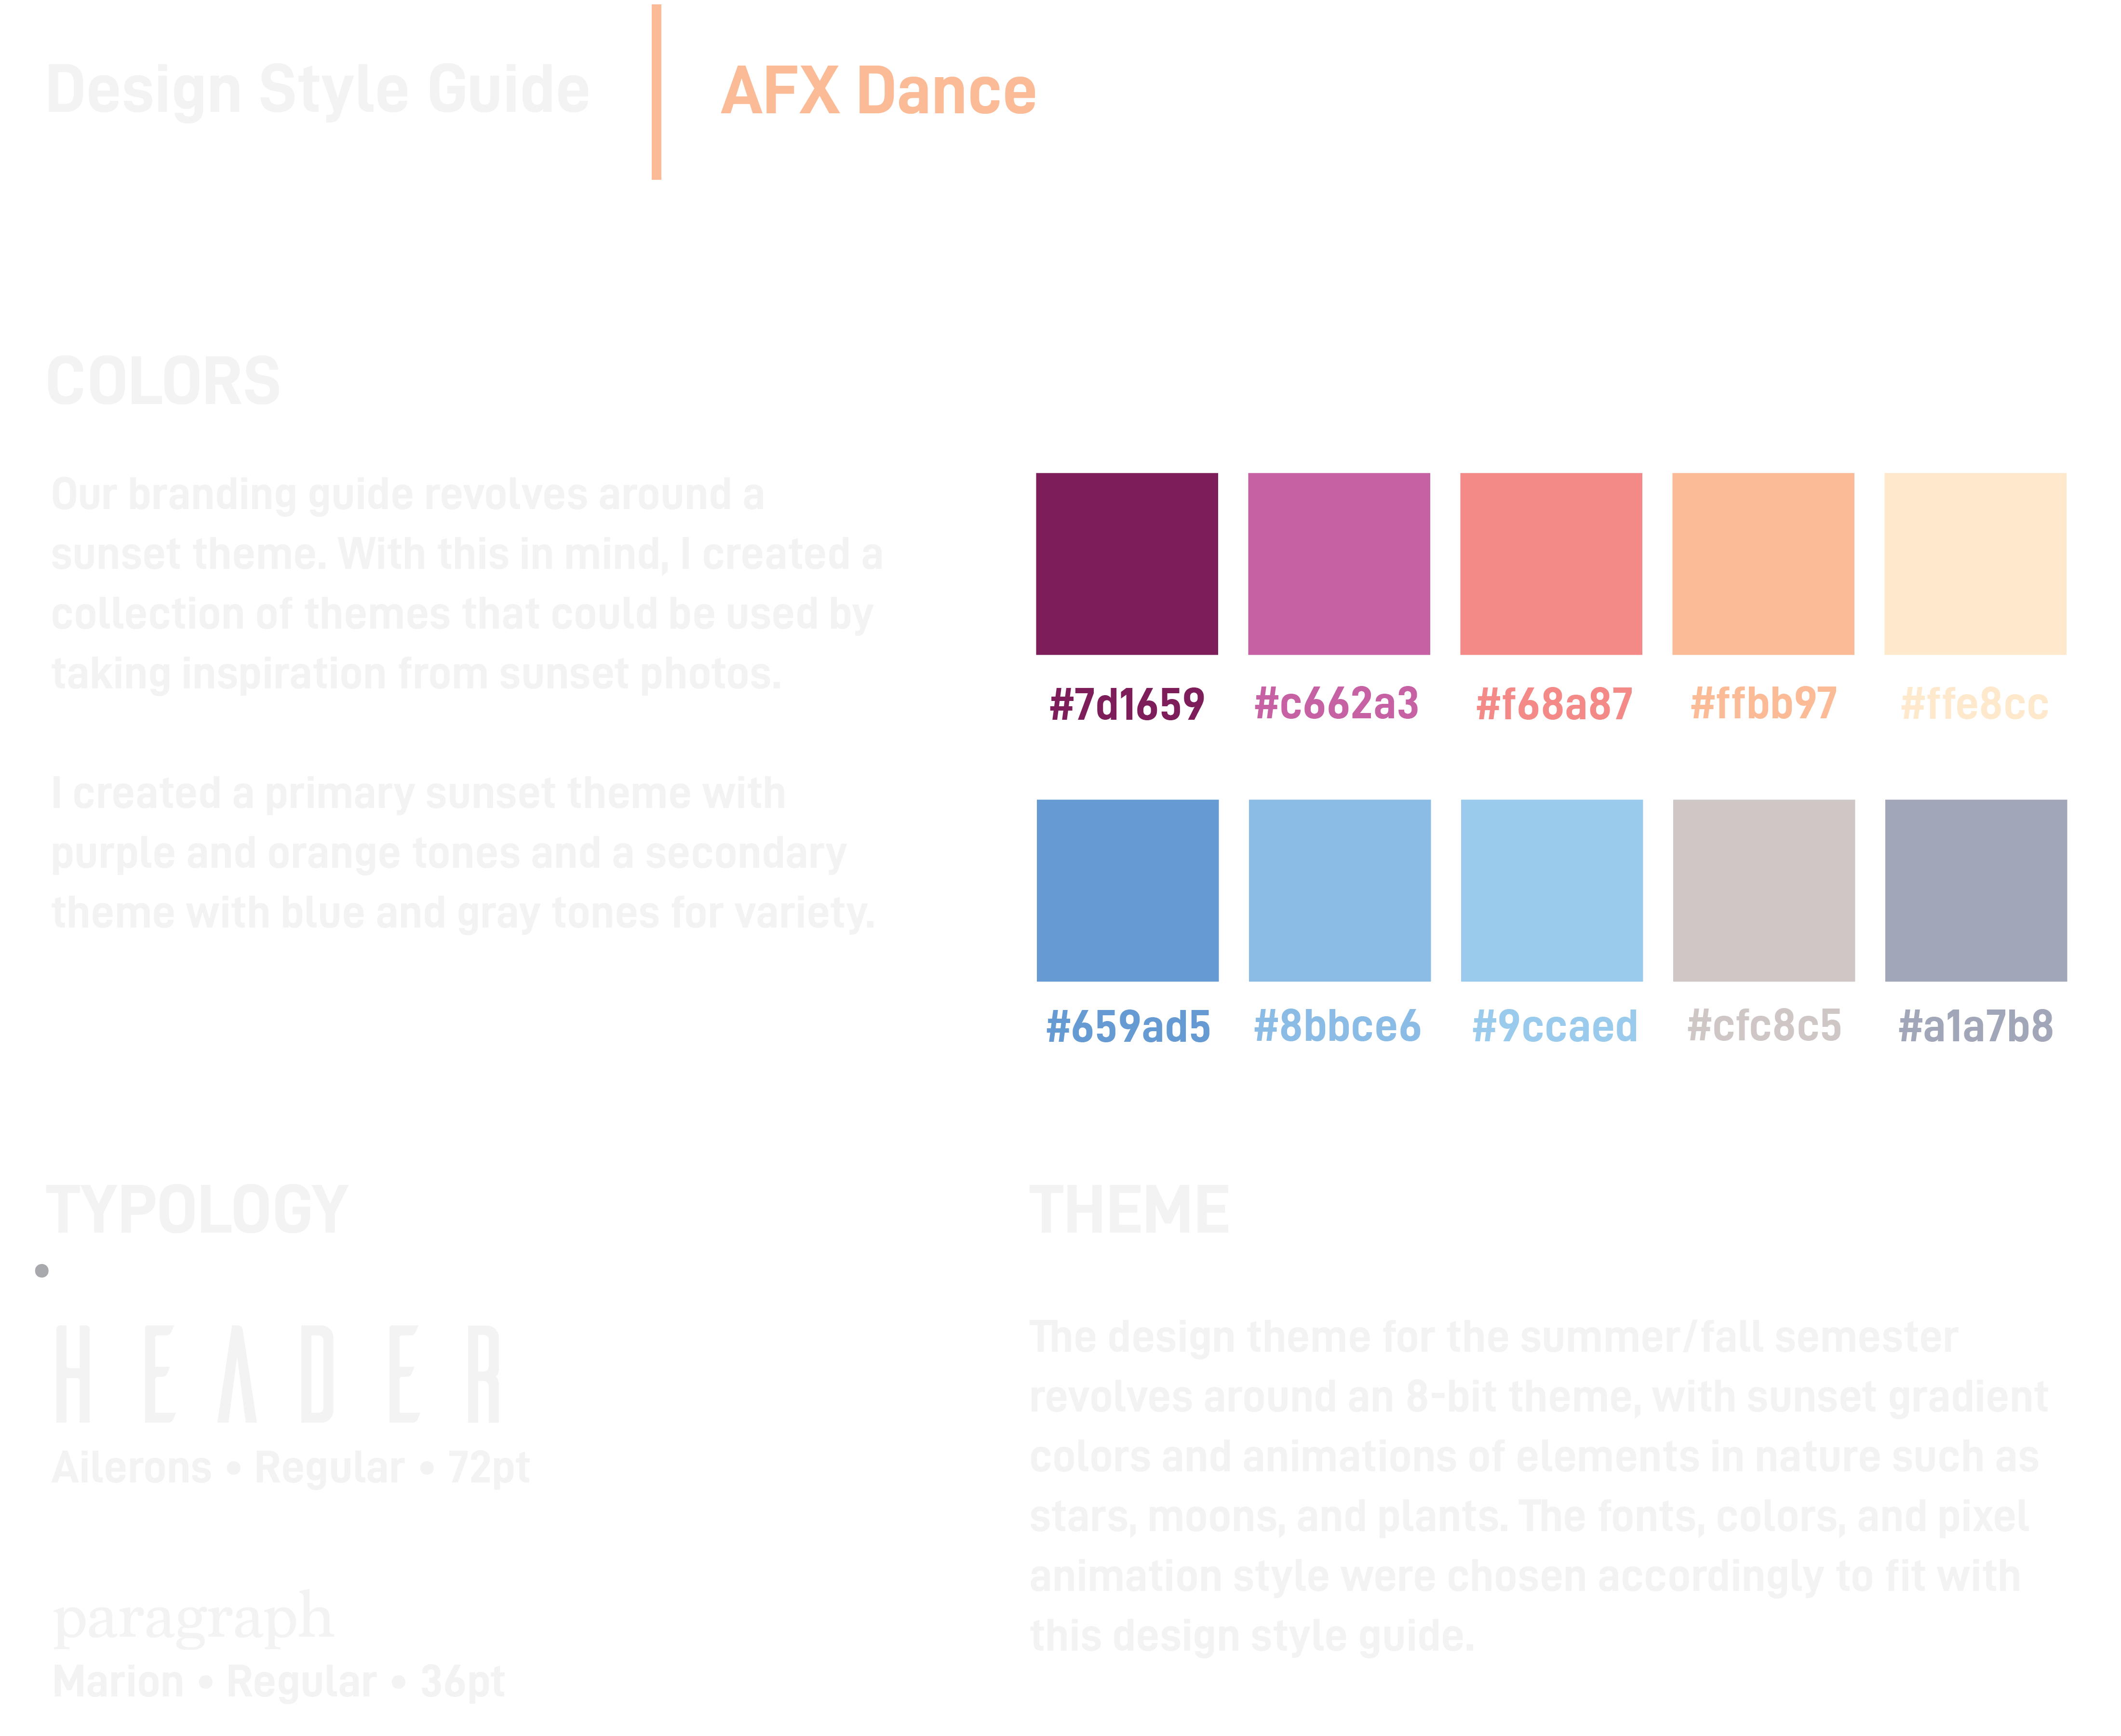 Design Style Guide
AFX Dance
COLORS
Our branding guide revolves around a
sunset theme. With this in mind, I created a
collection of themes that could be used by
taking inspiration from sunset photos.
I created a primary sunset theme with
purple and orange tones and a secondary
theme with blue and gray tones for variety.
#7d1659 #c662a3 #f68a87 #ffbb97 #ffe8cc
#659ad5 #8bbce6 #9ccaed #cfc8c5 #a1a7b8
TYPOLOGY
HEADER
Ailerons • Regular • 72pt
paragraph
Marion • Regular • 36pt
THEME
The design theme for the summer/fall semester
revolves around an 8-bit theme, with sunset gradient
colors and animations of elements in nature such as
stars, moons, and plants. The fonts, colors, and pixel
animation style were chosen accordingly to fit with
this design style guide.